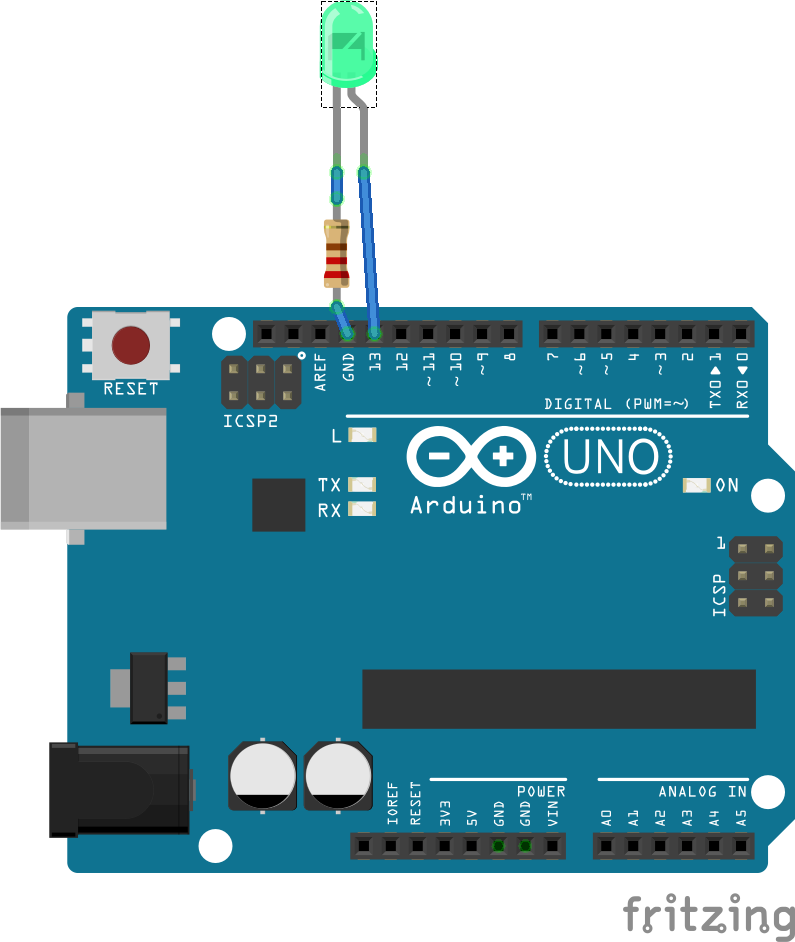 RESET
ICSP2
AREF
GND
13
12
~11
~10
~9
8
7
~6
~5
4
~3
2
TX0▶1
RX0◀0
DIGITAL (PWM=~)
L
TX
RX
Arduino™
UNO
ON
1
ICSP
IOREF
RESET
3V3
5V
GND
GND
VIN
POWER
ANALOG IN
A0
A1
A2
A3
A4
A5
fritzing